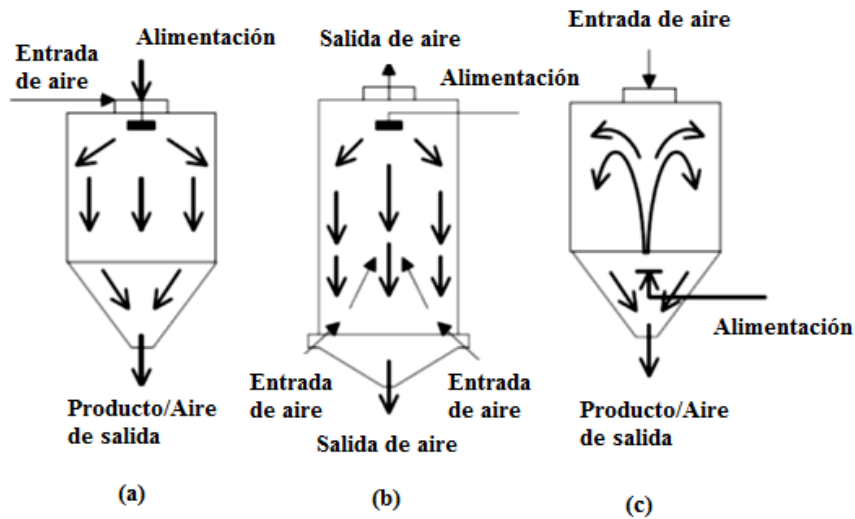 Alimentación
Entrada
de aire
Producto/Aire
de salida
(a)
Salida de aire
Alimentación
Entrada
de aire
Entrada
de aire
Salida de aire
(b)
Entrada de aire
Alimentación
Producto/Aire
de salida
(c)